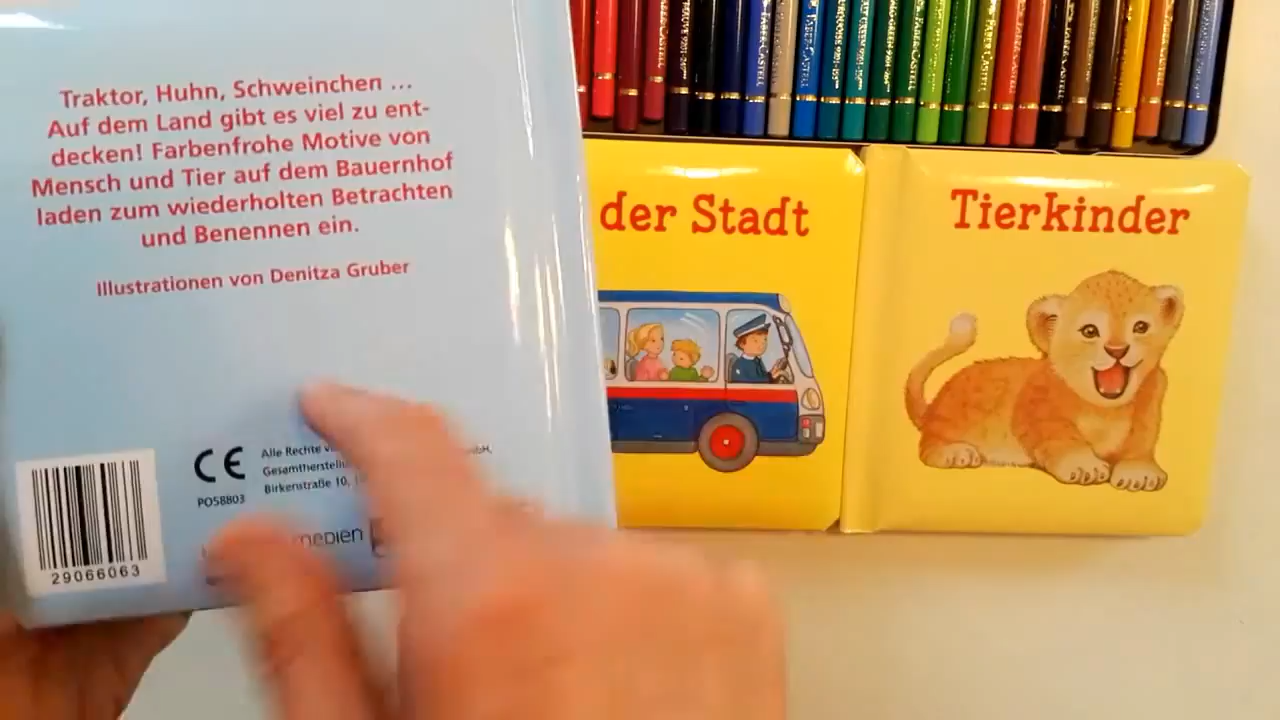 Traktor, Huhn, Schweinchen ...
Auf dem Land gibt es viel zu ent-
decken! Farbenfrohe Motive von
Mensch und Tier auf dem Bauernhof
laden zum wiederholten Betrachten
und Benennen ein.
Illustrationen von Denitza Gruber
CE
PO58803
Alle Rechte
Birkenstraße 10,
29066063
der Stadt
Tierkinder
FABER-CASTELL